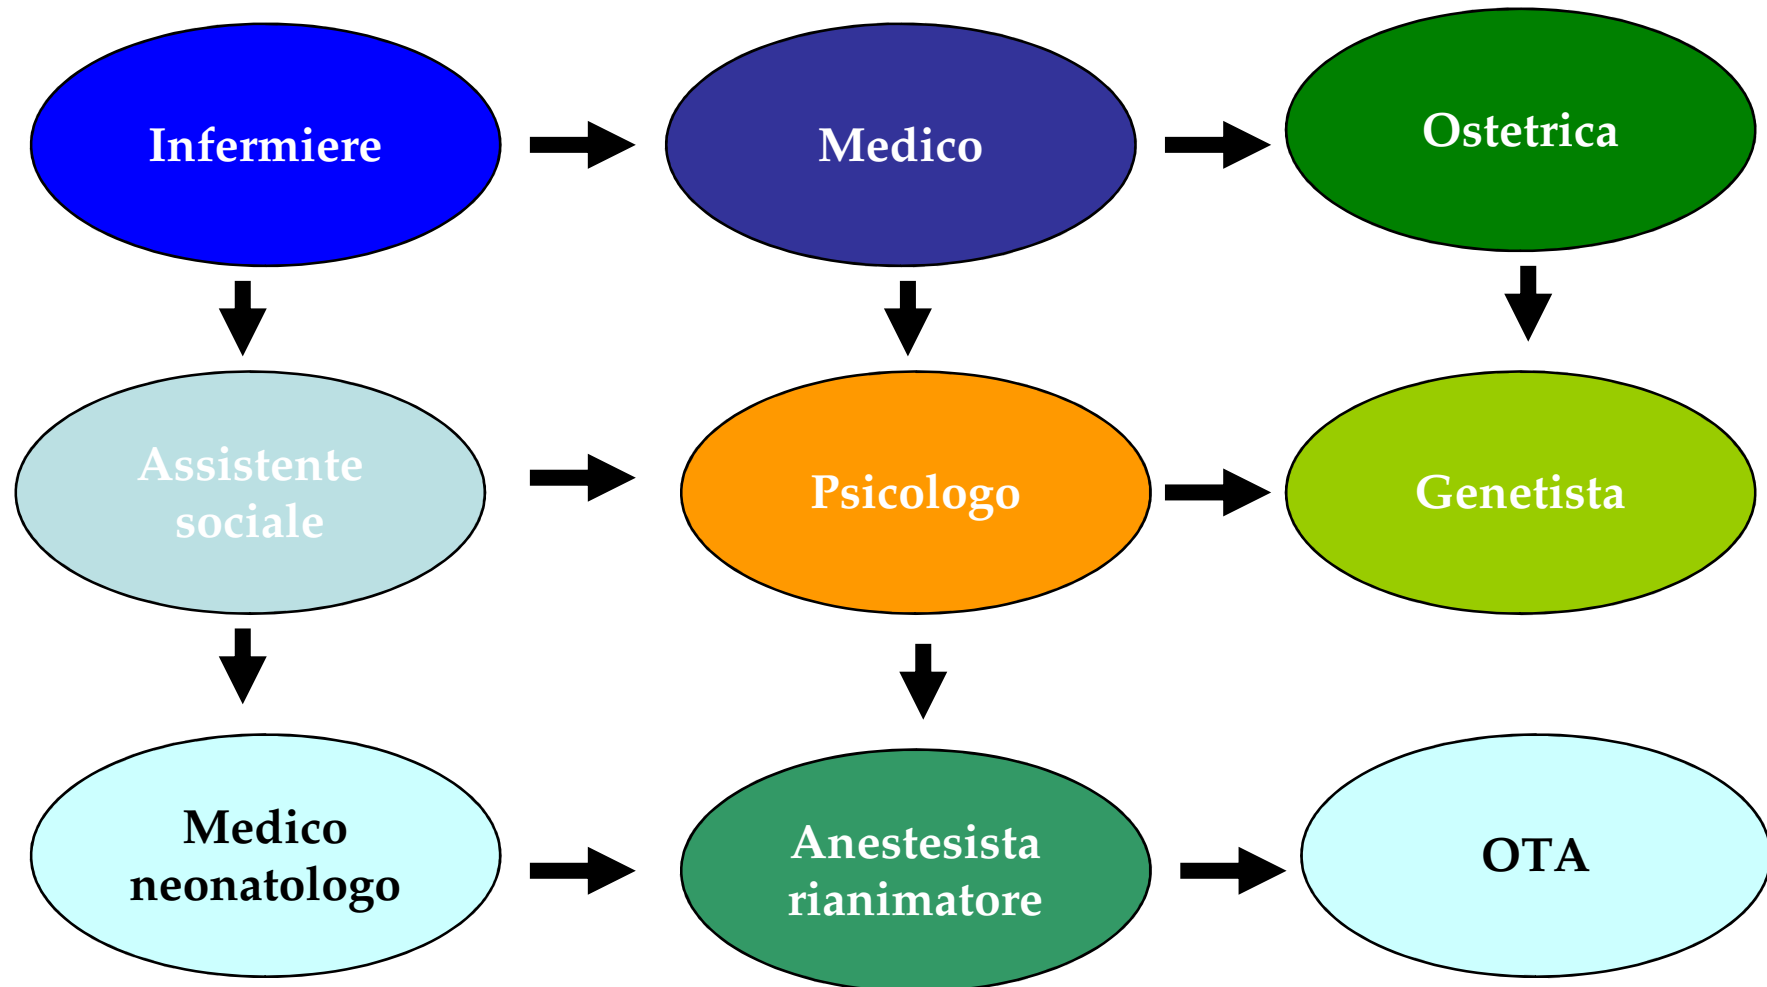 Infermiere
Medico
Ostetrica
Assistente
sociale
Psicologo
Genetista
Medico
neonatologo
Anestesista
rianimatore
OTA